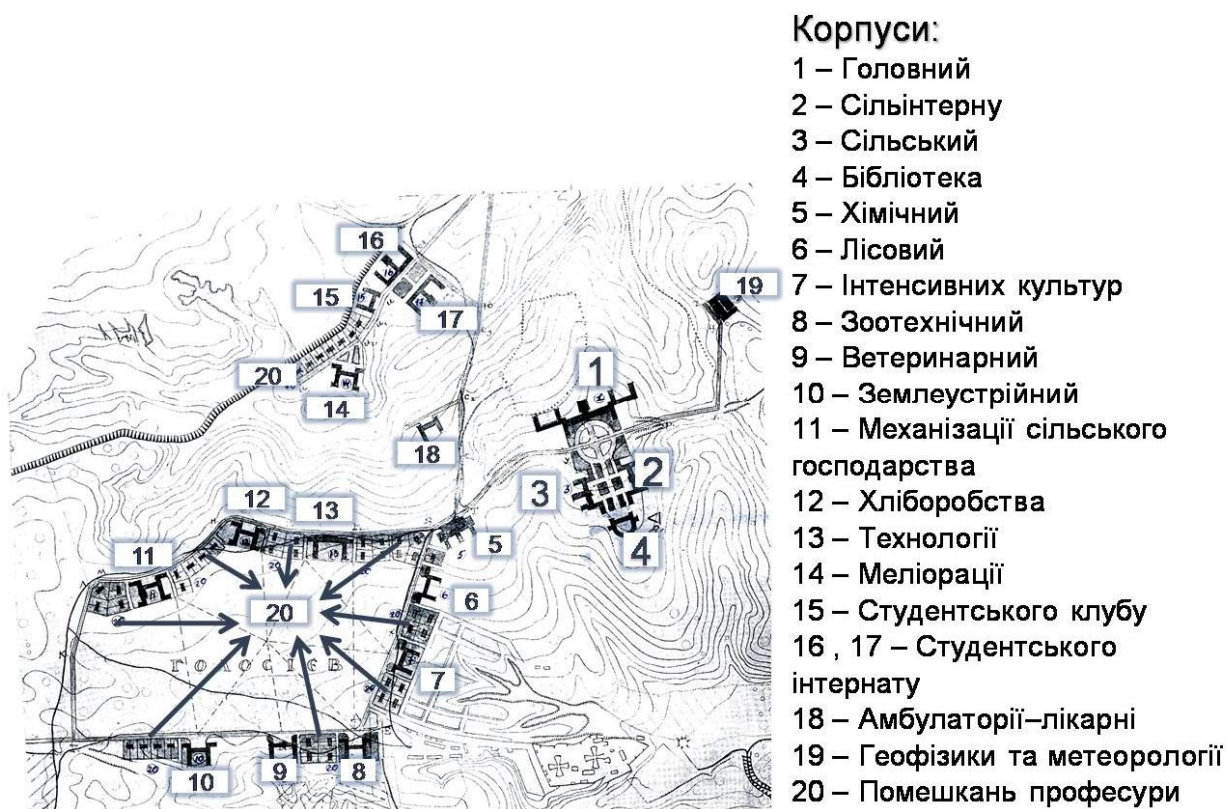 Корпуси:
1 – Головний
2 – Сільінтерну
3 – Сільський
4 – Бібліотека
5 – Хімічний
6 – Лісовий
7 – Інтенсивних культур
8 – Зоотехнічний
9 – Ветеринарний
10 – Землеустрійний
11 – Механізації сільського
господарства
12 – Хліборобства
13 – Технології
14 – Меліорації
15 – Студентського клубу
16 , 17 – Студентського
інтернату
18 – Амбулаторії–лікарні
19 – Геофізики та метеорології
20 – Помешкань професури
16
15
17
19
20
14
1
18
2
3
12
13
5
4
11
20
6
ГОЛОСІЄВ
7
10
9
8